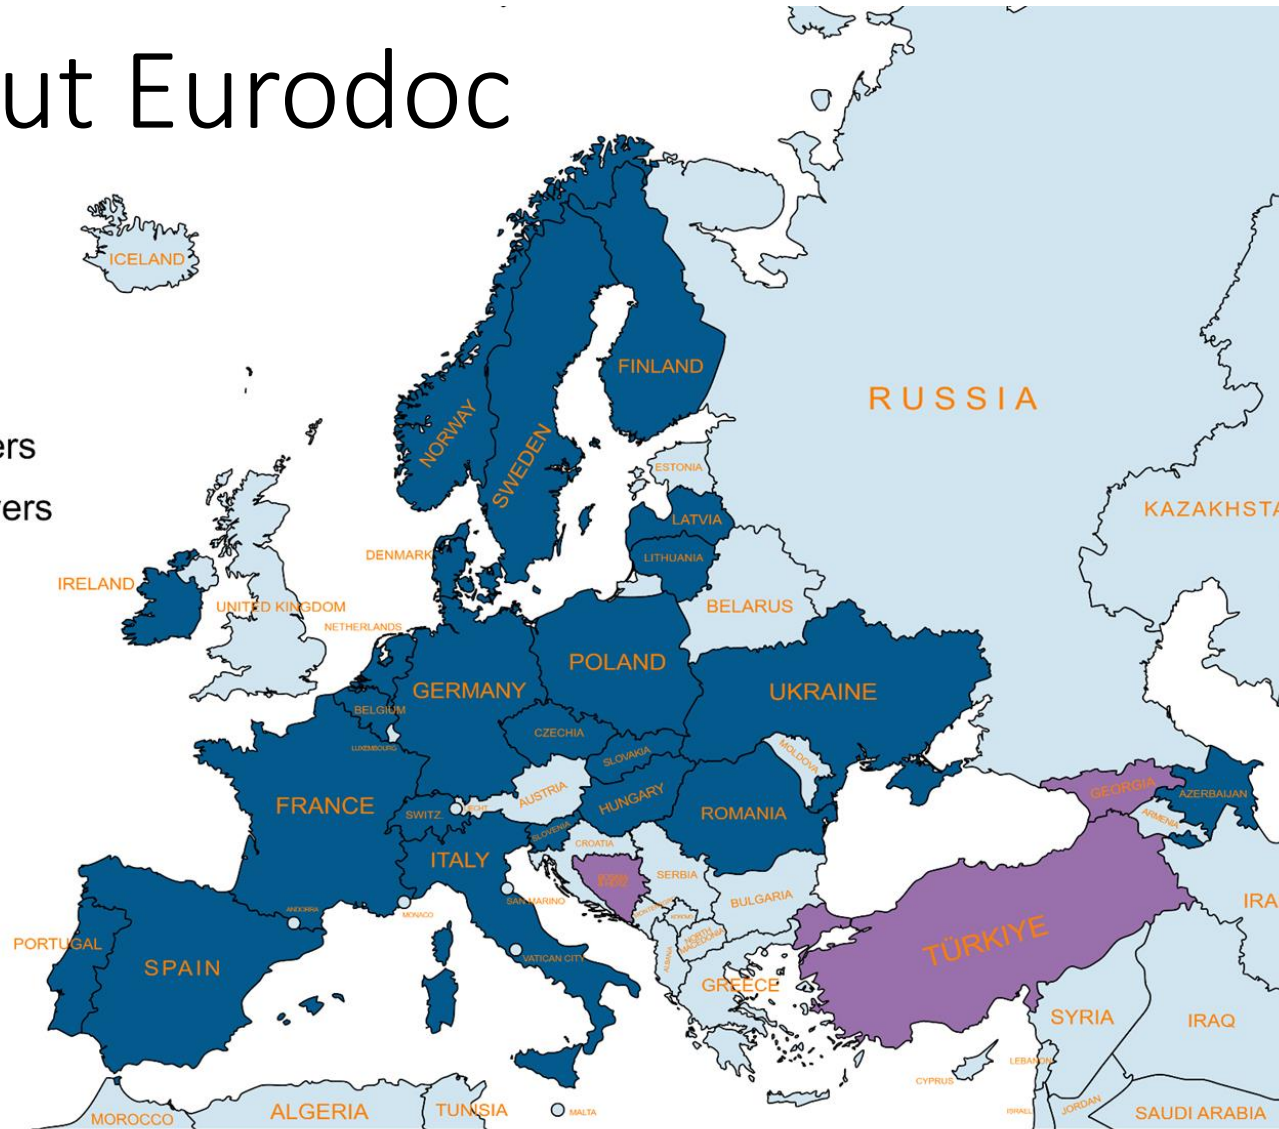 ut Eurodoc
ICELAND
FINLAND
RUSSIA
NORWAY
SWEDEN
ers
ESTONIA
vers
KAZAKHSTA
LATVIA
DENMARK
LITHUANIA
IRELAND
UNITED KINGDOM
BELARUS
NETHERLANDS
POLAND
GERMANY
UKRAINE
BELGIUM
CZECHIA
LUXEMBOURG
SLOVAKIA
MOLDOVA
GEORGIA
AZERBAIJAN
AUSTRIA
HUNGARY
FRANCE
SWITZ.
ROMANIA
ARMENIA
SLOVENIA
CROATIA
ITALY
SERBIA
BULGARIA
IRA
SAN MARINO
ANDORRA
MONACO
MONTENEGRO
KOSOVO
NORTH
MACEDONIA
TÜRKIYE
PORTUGAL
SPAIN
VATICAN CITY
ALBANIA
GREECE
SYRIA
IRAQ
LEBANON
CYPRUS
MOROCCO
ALGERIA
TUNISIA
MALTA
ISRAEL
JORDAN
SAUDI ARABIA